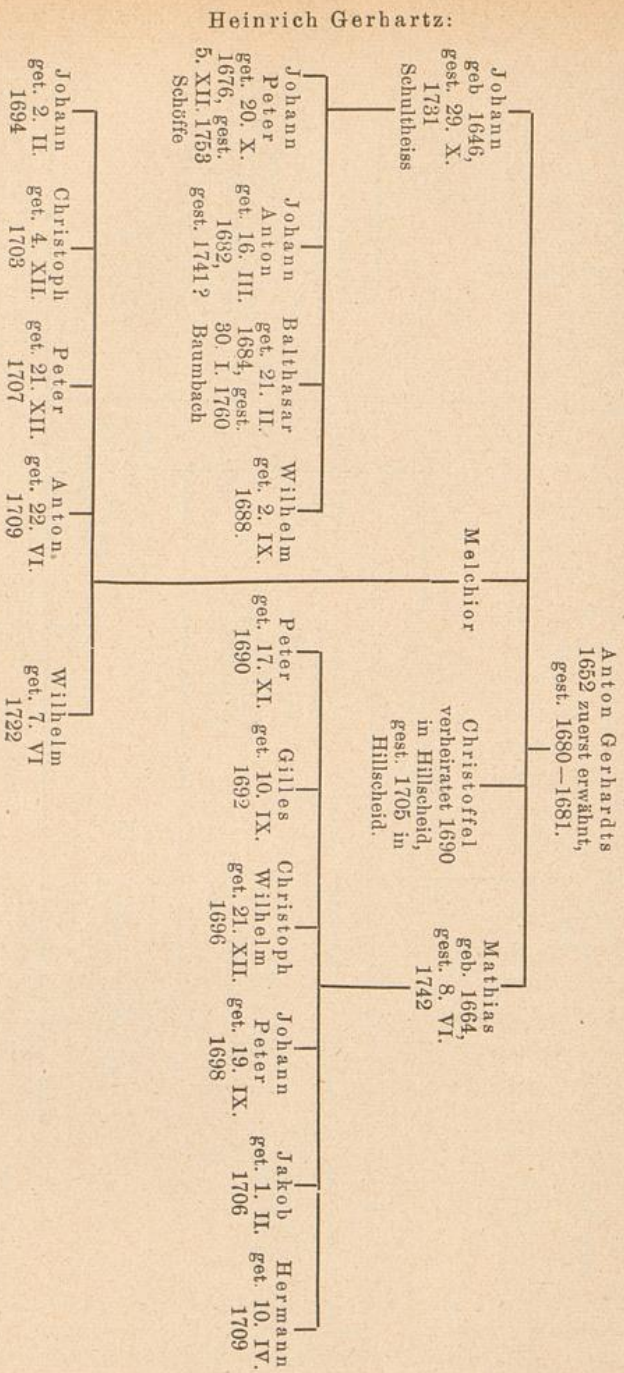 Heinrich Gerhartz:
Anton Gerhardts
1652 zuerst erwähnt,
gest. 1680—1681.
Johann
geb 1646,
gest. 29. X.
1731
Schultheiss
Melchior
Christoffel
verheiratet 1690
in Hillscheid,
gest. 1705 in
Hillscheid.
Mathias
geb. 1664,
gest. 8. VI.
1742
Johann
Peter
get. 20. X.
1676, gest.
5. XII. 1753
Schöffe
Johann
Anton
get. 16. III.
1682,
gest. 1741?
Balthasar
get. 21. II.
1684, gest.
30. I. 1760
Baumbach
Wilhelm
get. 2. IX.
1688.
Peter
get. 17. XI.
1690
Gilles
get. 10. IX.
1692
Christoph
Wilhelm
get. 21. XII.
1696
Johann
Peter
get. 19. IX.
1698
Jakob
get. 1. II.
1706
Hermann
get. 10. IV.
1709
Johann
get. 2. II.
1694
Christoph
get. 4. XII.
1703
Peter
get. 21. XII.
1707
Anton,
get. 22. VI.
1709
Wilhelm
get. 7. VI
1722